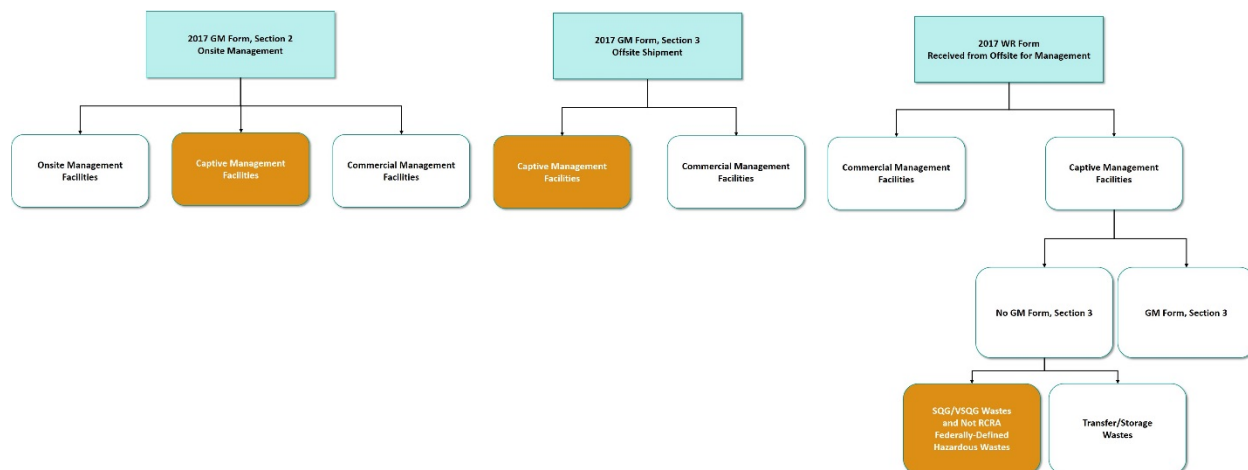 2017 GM Form, Section 2
Onsite Management
2017 GM Form, Section 3
Offsite Shipment
2017 WR Form
Received from Offsite for Management
Onsite Management
Facilities
Captive Management
Facilities
Commercial Management
Facilities
Captive Management
Facilities
Commercial Management
Facilities
Commercial Management
Facilities
Captive Management
Facilities
No GM Form, Section 3
GM Form, Section 3
SQG/VSQG Wastes
and Not RCRA
Federally-Defined
Hazardous Wastes
Transfer/Storage
Wastes